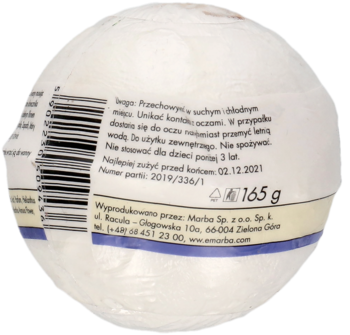 Uwaga: Przechowywać w suchym i chłodnym
miejscu. Unikać kontaktu z oczami. W przypadku
dostania się do oczu natychmiast przemyć letnią
wodą. Do użytku zewnętrznego. Nie spożywać.
Nie stosować dla dzieci poniżej 3 lat.
Najlepiej zużyć przed końcem: 02.12.2021
Numer partii: 2019/336/1
165 g
Wyprodukowano przez: Marba Sp. z o.o. Sp. k.
ul. Racula – Głogowska 10a, 66-004 Zielona Góra
tel. (+48) 68 451 23 00, www.emarba.com